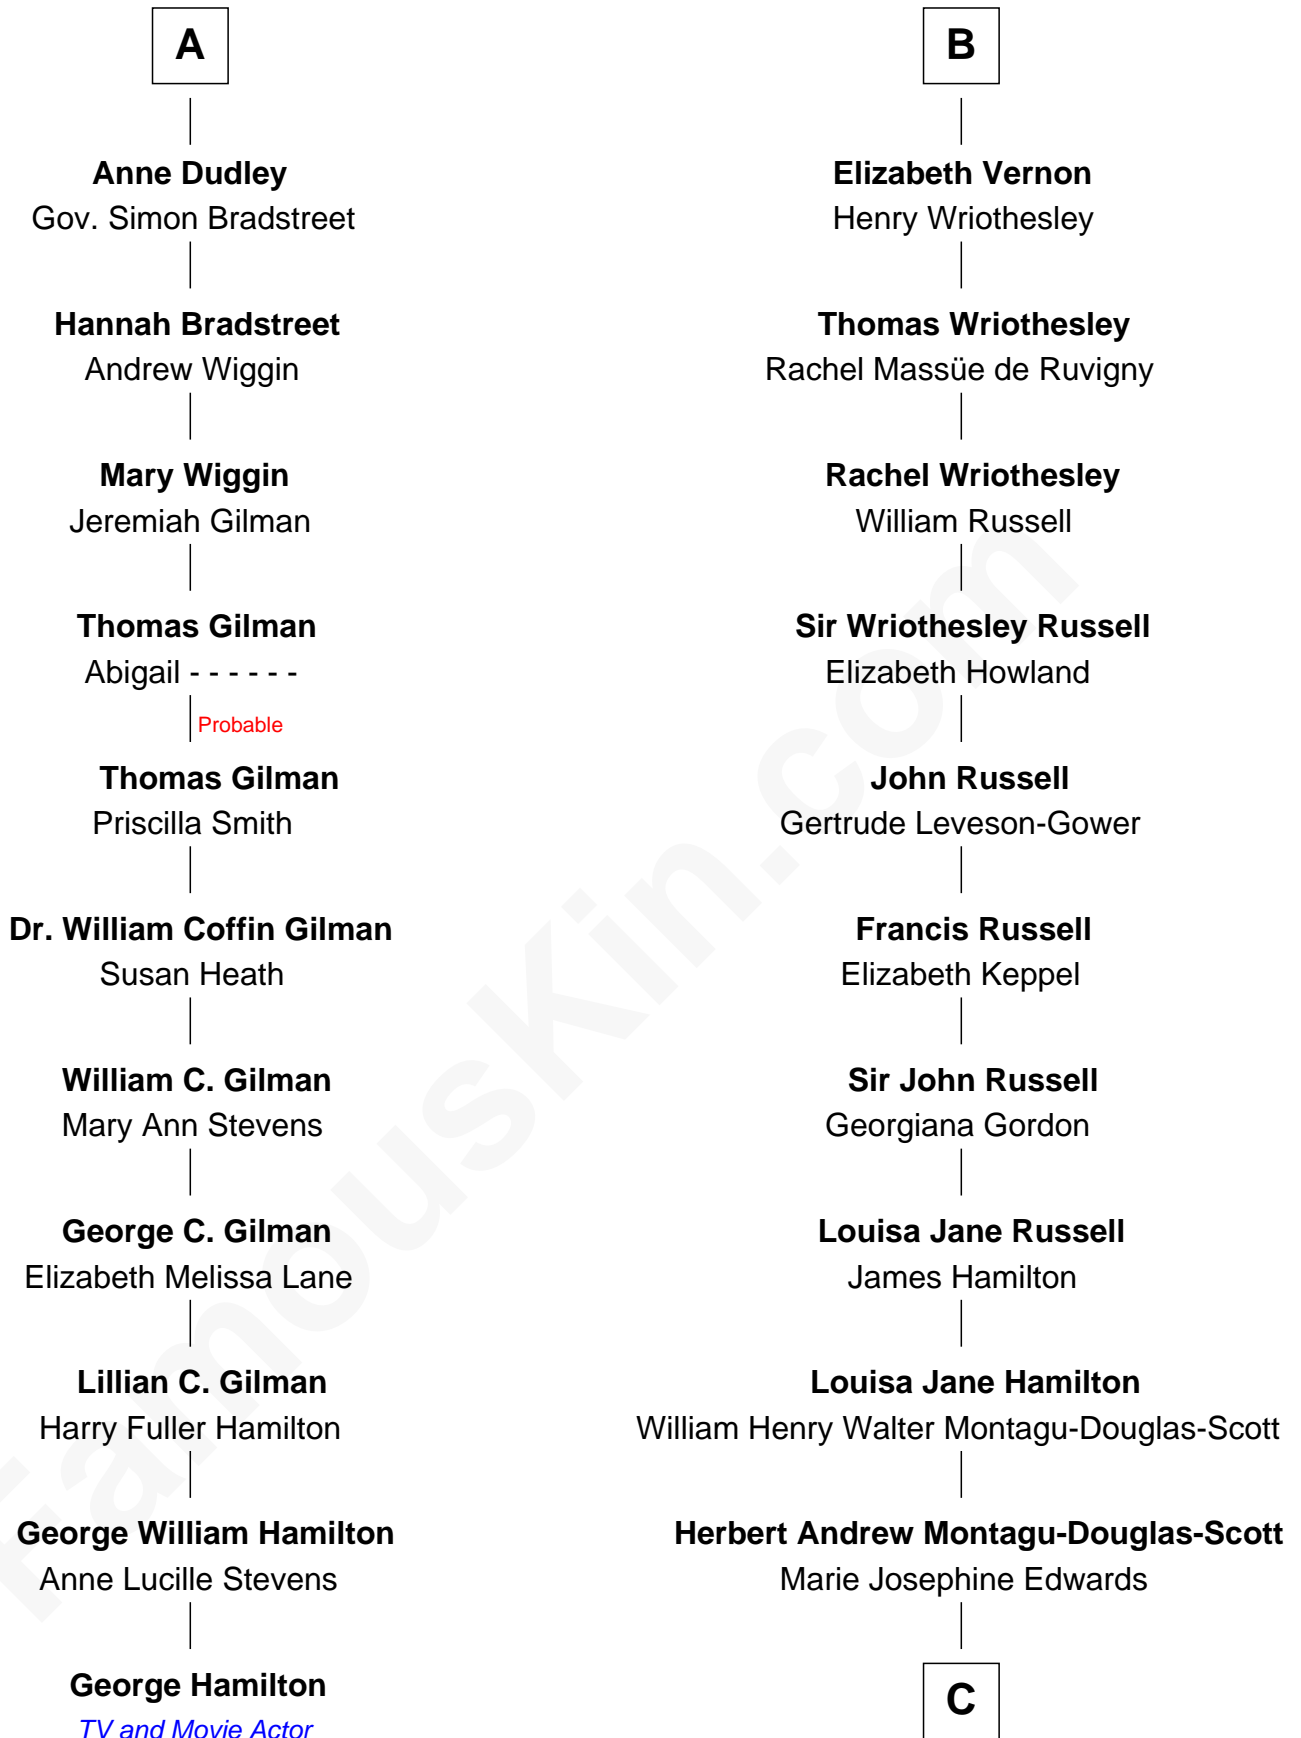 A
Anne Dudley
Gov. Simon Bradstreet
Hannah Bradstreet
Andrew Wiggin
Mary Wiggin
Jeremiah Gilman
Thomas Gilman
Abigail - - - - - -
Probable
Thomas Gilman
Priscilla Smith
Dr. William Coffin Gilman
Susan Heath
William C. Gilman
Mary Ann Stevens
George C. Gilman
Elizabeth Melissa Lane
Lillian C. Gilman
Harry Fuller Hamilton
George William Hamilton
Anne Lucille Stevens
George Hamilton
TV and Movie Actor
B
Elizabeth Vernon
Henry Wriothesley
Thomas Wriothesley
Rachel Massüe de Ruvigny
Rachel Wriothesley
William Russell
Sir Wriothesley Russell
Elizabeth Howland
John Russell
Gertrude Leveson-Gower
Francis Russell
Elizabeth Keppel
Sir John Russell
Georgiana Gordon
Louisa Jane Russell
James Hamilton
Louisa Jane Hamilton
William Henry Walter Montagu-Douglas-Scott
Herbert Andrew Montagu-Douglas-Scott
Marie Josephine Edwards
C
FamousKin.com